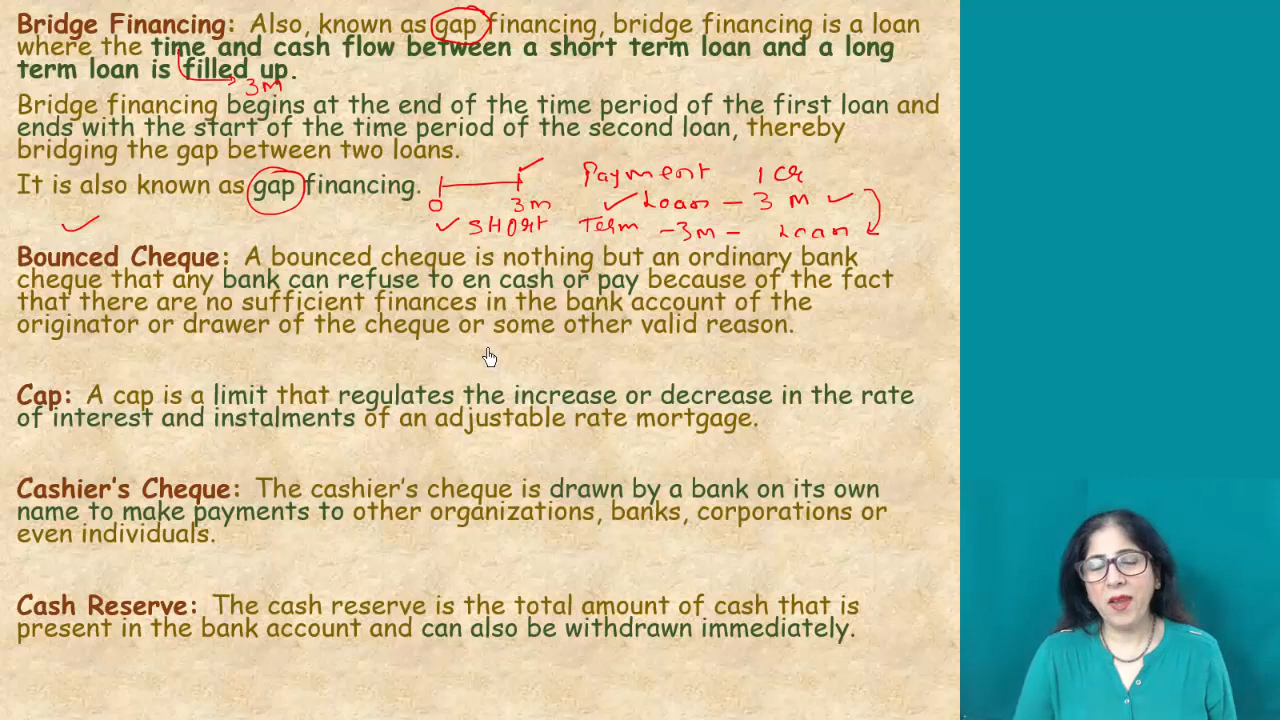 Bridge Financing: Also, known as gap financing, bridge financing is a loan
where the time and cash flow between a short term loan and a long
term loan is filled up.
3M
Bridge financing begins at the end of the time period of the first loan and
ends with the start of the time period of the second loan, thereby
bridging the gap between two loans.
It is also known as gap financing.
Payment 1 Cr
0 3m Loan - 3 M
SHORT Term -3M- Loan
Bounced Cheque: A bounced cheque is nothing but an ordinary bank
cheque that any bank can refuse to en cash or pay because of the fact
that there are no sufficient finances in the bank account of the
originator or drawer of the cheque or some other valid reason.
Cap: A cap is a limit that regulates the increase or decrease in the rate
of interest and instalments of an adjustable rate mortgage.
Cashier's Cheque: The cashier's cheque is drawn by a bank on its own
name to make payments to other organizations, banks, corporations or
even individuals.
Cash Reserve: The cash reserve is the total amount of cash that is
present in the bank account and can also be withdrawn immediately.